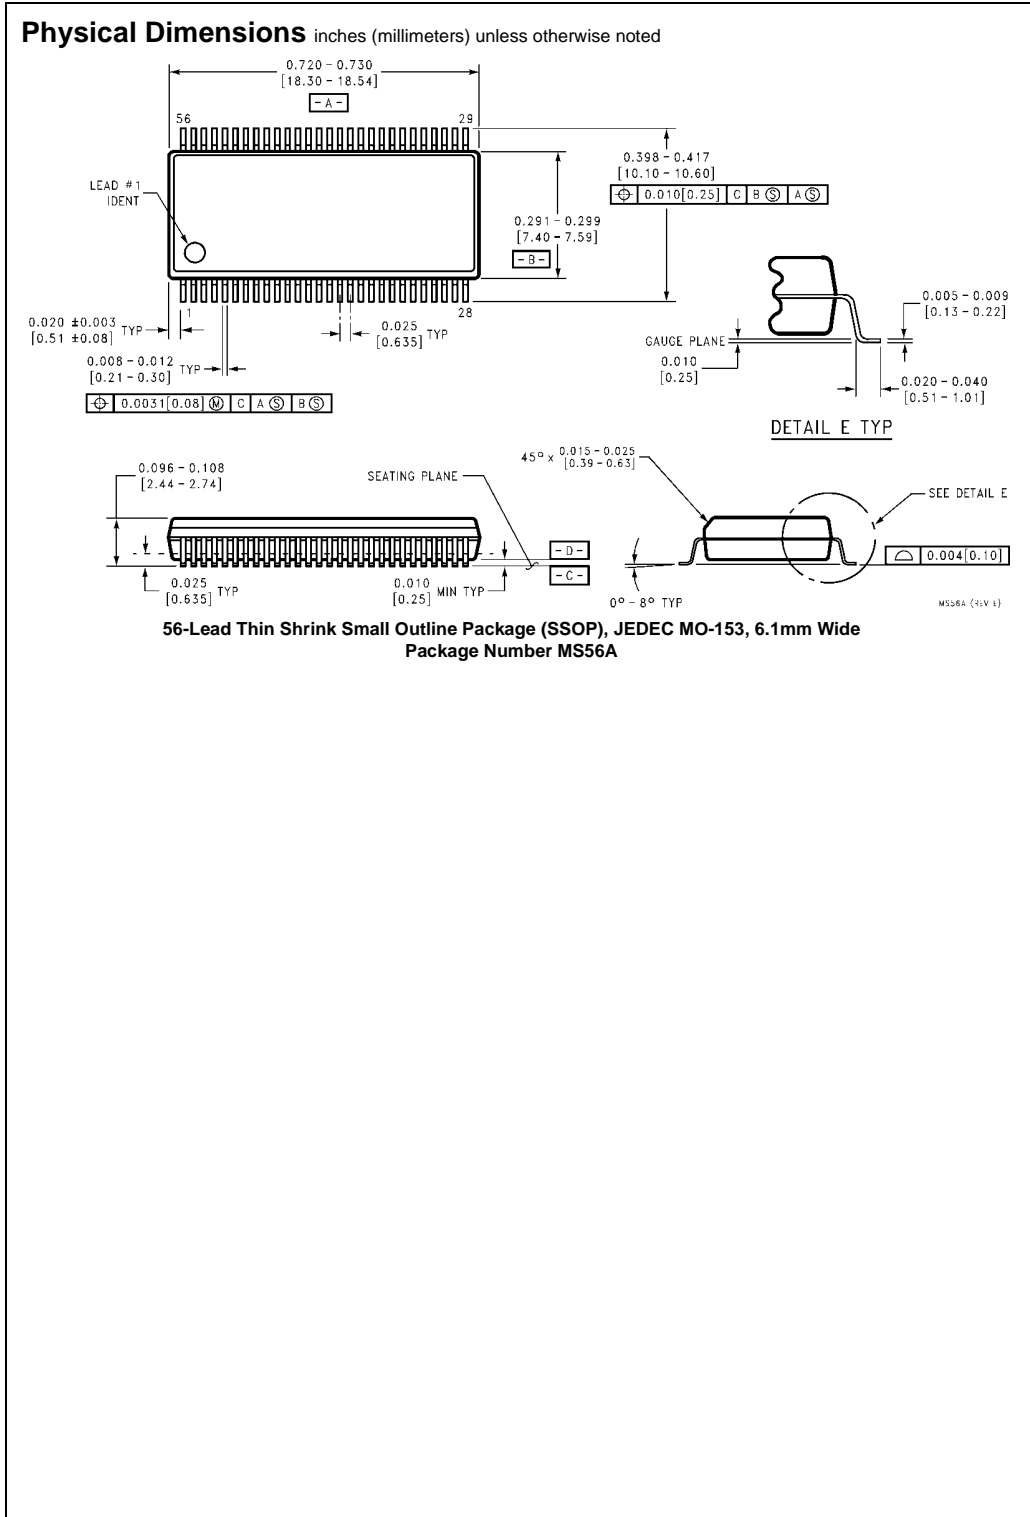 Physical Dimensions inches (millimeters) unless otherwise noted
0.720 – 0.730
[18.30 – 18.54]
- A -
56
29
LEAD #1
IDENT
0.398 – 0.417
[10.10 – 10.60]
⌖ 0.010[0.25] C B Ⓢ A Ⓢ
0.291 – 0.299
[7.40 – 7.59]
- B -
1
28
0.020 ±0.003
[0.51 ±0.08] TYP
0.025
[0.635] TYP
0.008 – 0.012
[0.21 – 0.30] TYP
⌖ 0.0031[0.08] Ⓜ C A Ⓢ B Ⓢ
0.005 – 0.009
[0.13 – 0.22]
GAUGE PLANE
0.010
[0.25]
0.020 – 0.040
[0.51 – 1.01]
DETAIL E TYP
0.096 – 0.108
[2.44 – 2.74]
SEATING PLANE
45° x 0.015 – 0.025
[0.39 – 0.63]
SEE DETAIL E
- D -
- C -
⌓ 0.004[0.10]
0.025
[0.635] TYP
0.010
[0.25] MIN TYP
0° – 8° TYP
MS56A (REV E)
56-Lead Thin Shrink Small Outline Package (SSOP), JEDEC MO-153, 6.1mm Wide
Package Number MS56A